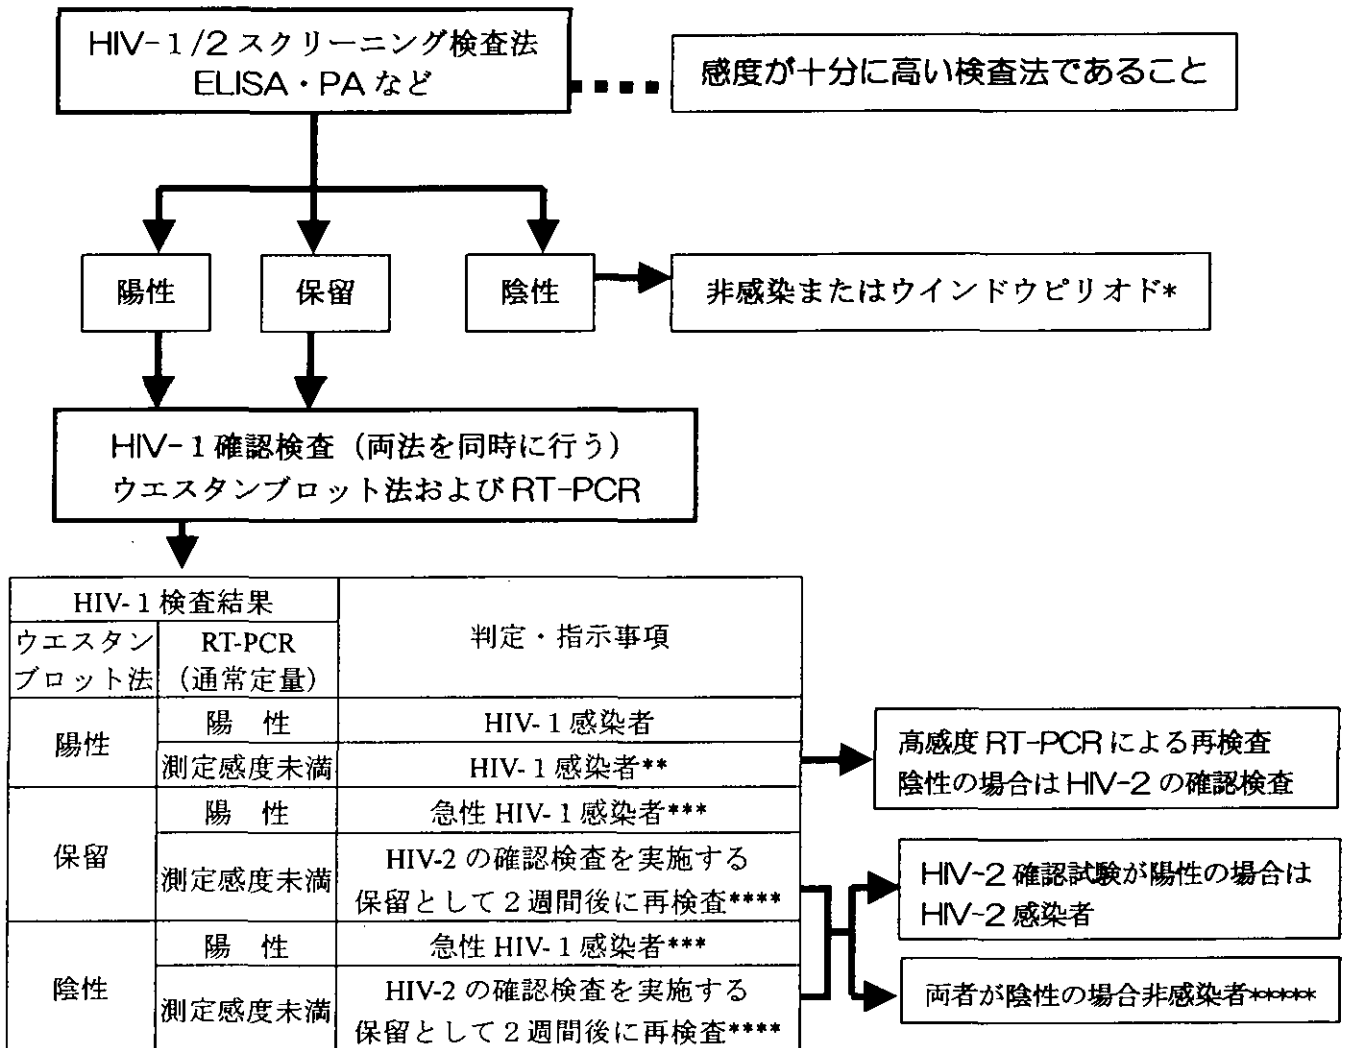 HIV-1/2 スクリーニング検査法
ELISA・PA など
感度が十分に高い検査法であること
陽性
保留
陰性
非感染またはウインドウピリオド*
HIV-1 確認検査（両法を同時に行う）
ウエスタンブロット法および RT-PCR
HIV-1 検査結果
判定・指示事項
ウエスタン
ブロット法
RT-PCR
（通常定量）
陽性
陽 性
HIV-1 感染者
測定感度未満
HIV-1 感染者**
高感度 RT-PCR による再検査
陰性の場合は HIV-2 の確認検査
保留
陽 性
急性 HIV-1 感染者***
測定感度未満
HIV-2 の確認検査を実施する
保留として2週間後に再検査****
HIV-2 確認試験が陽性の場合は
HIV-2 感染者
陰性
陽 性
急性 HIV-1 感染者***
測定感度未満
HIV-2 の確認検査を実施する
保留として2週間後に再検査****
両者が陰性の場合非感染者*****